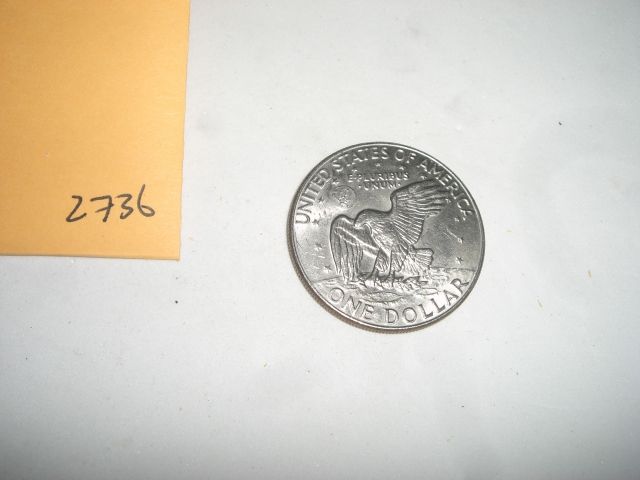 2736
UNITED STATES OF AMERICA
E PLURIBUS
UNUM
ONE DOLLAR